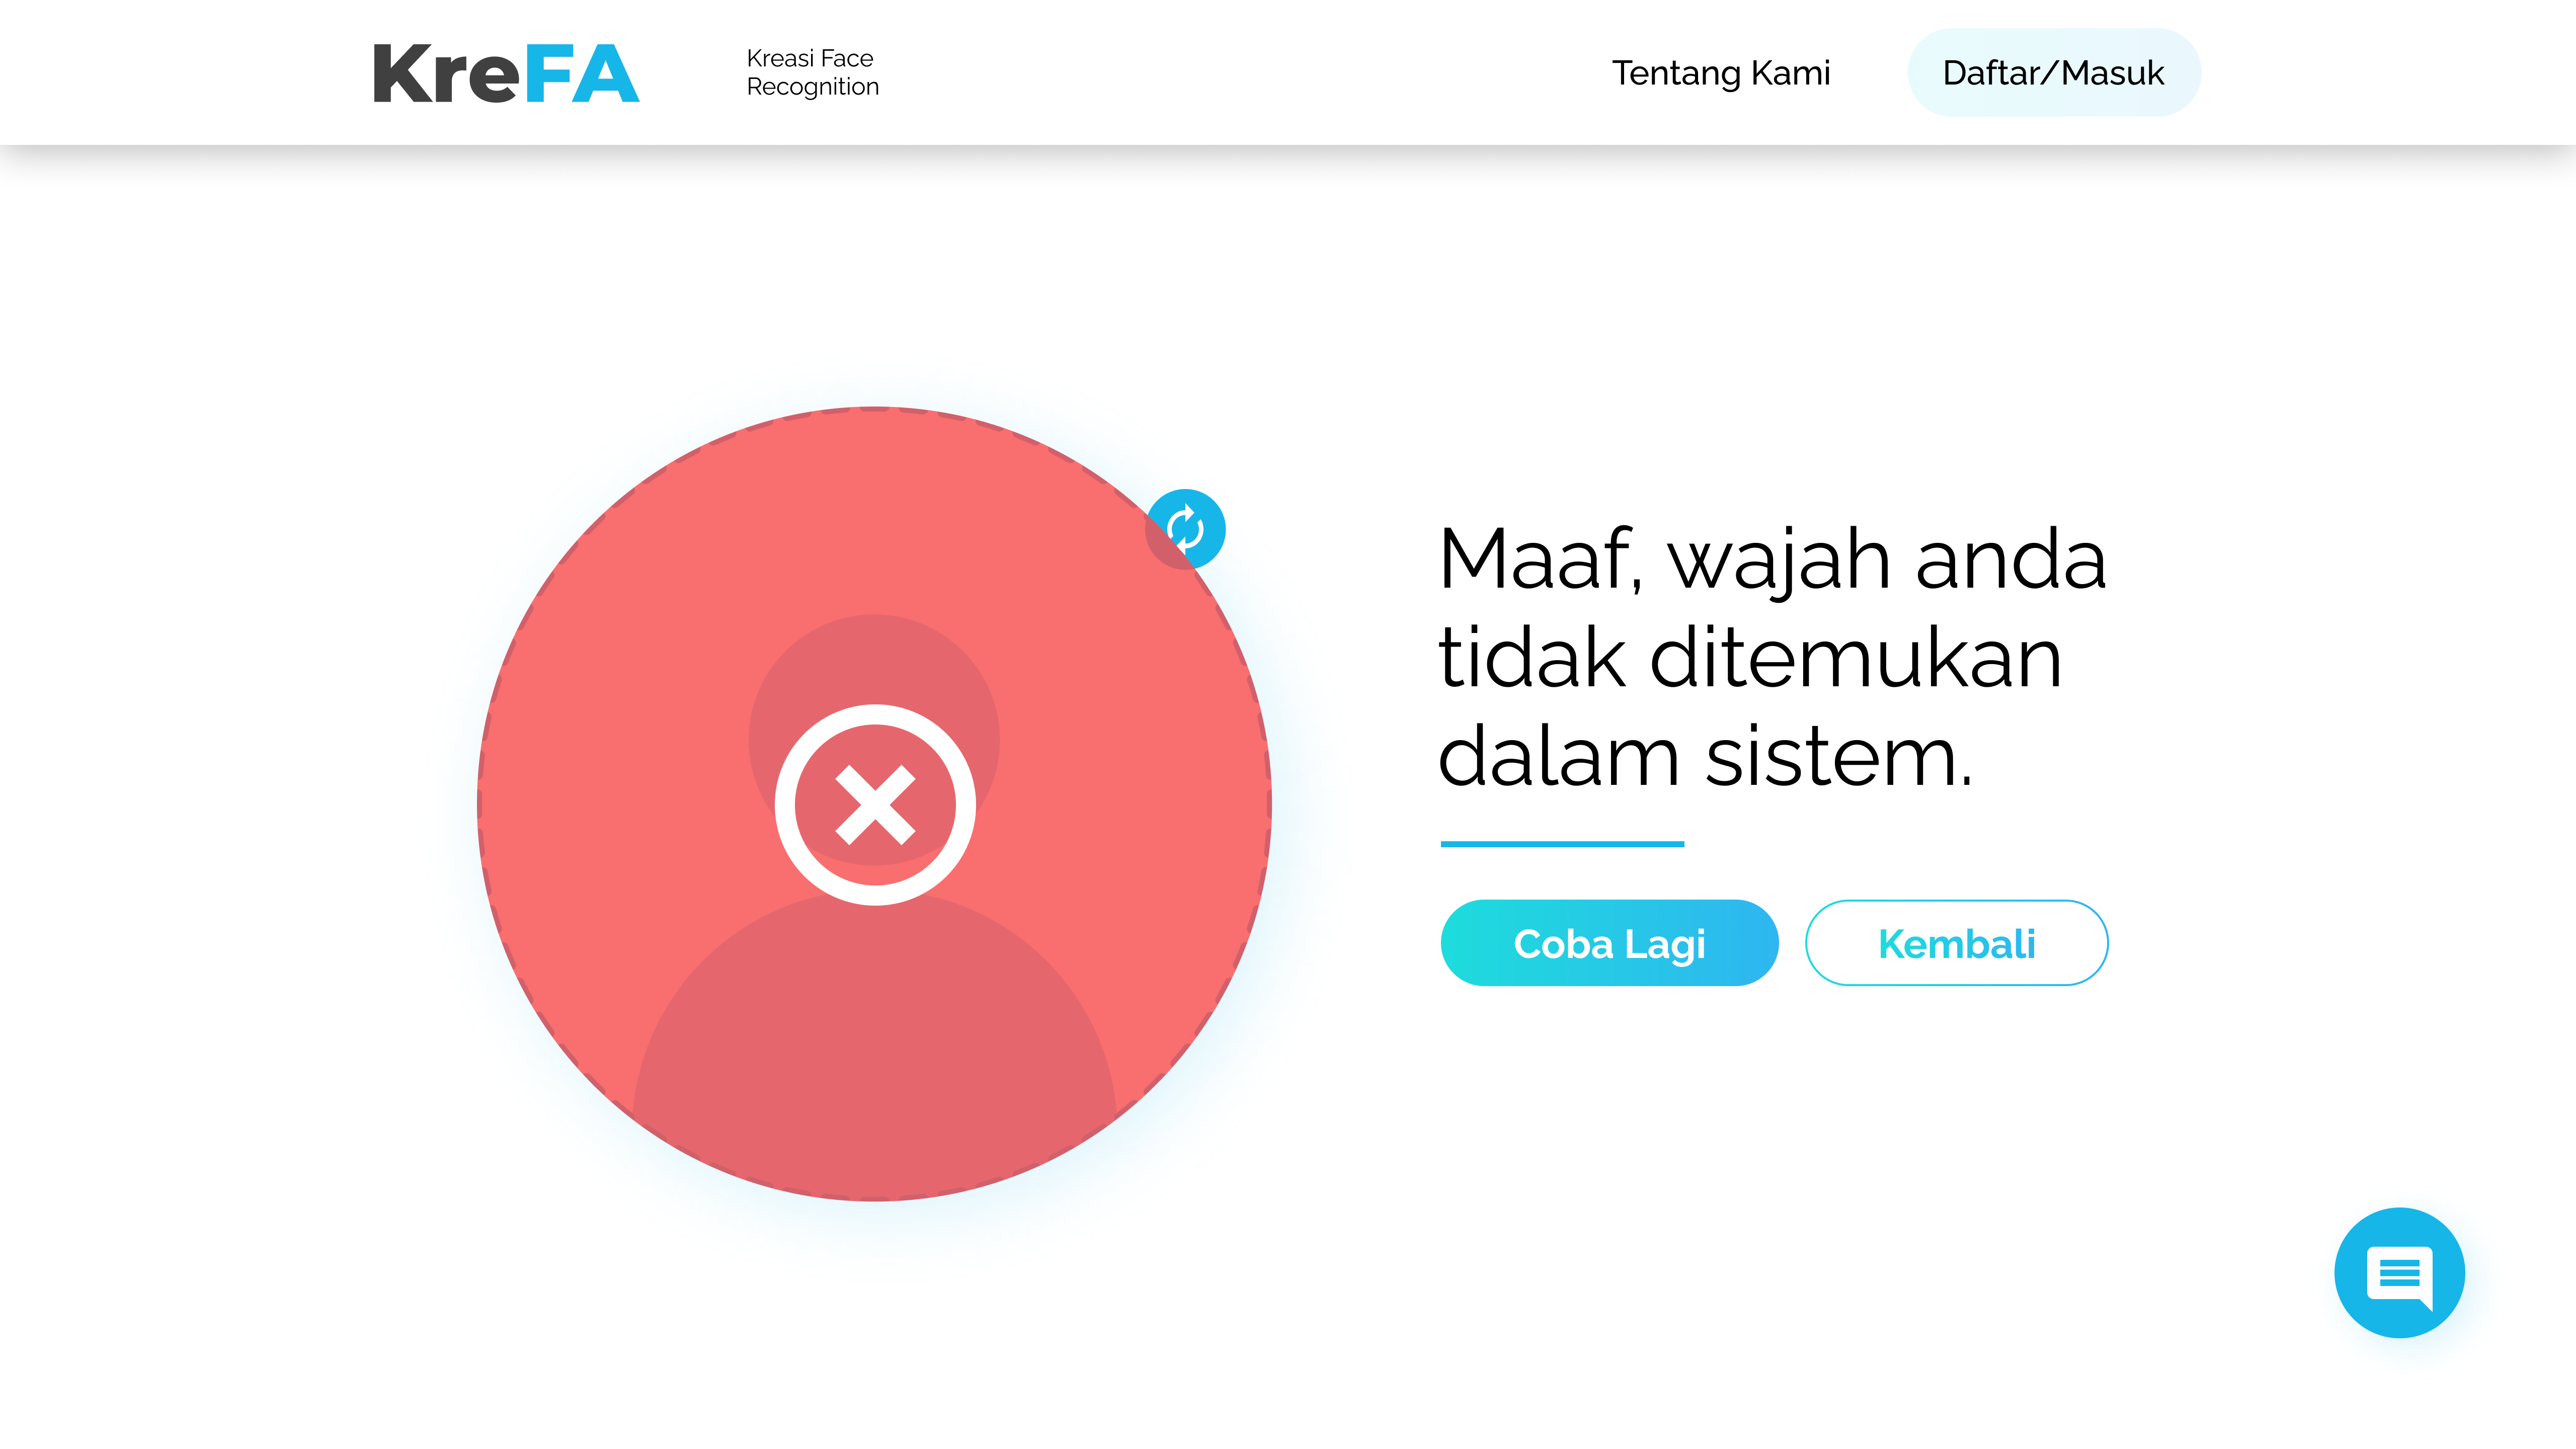 KreFA
Kreasi Face
Recognition
Tentang Kami
Daftar/Masuk
Maaf, wajah anda
tidak ditemukan
dalam sistem.
Coba Lagi
Kembali